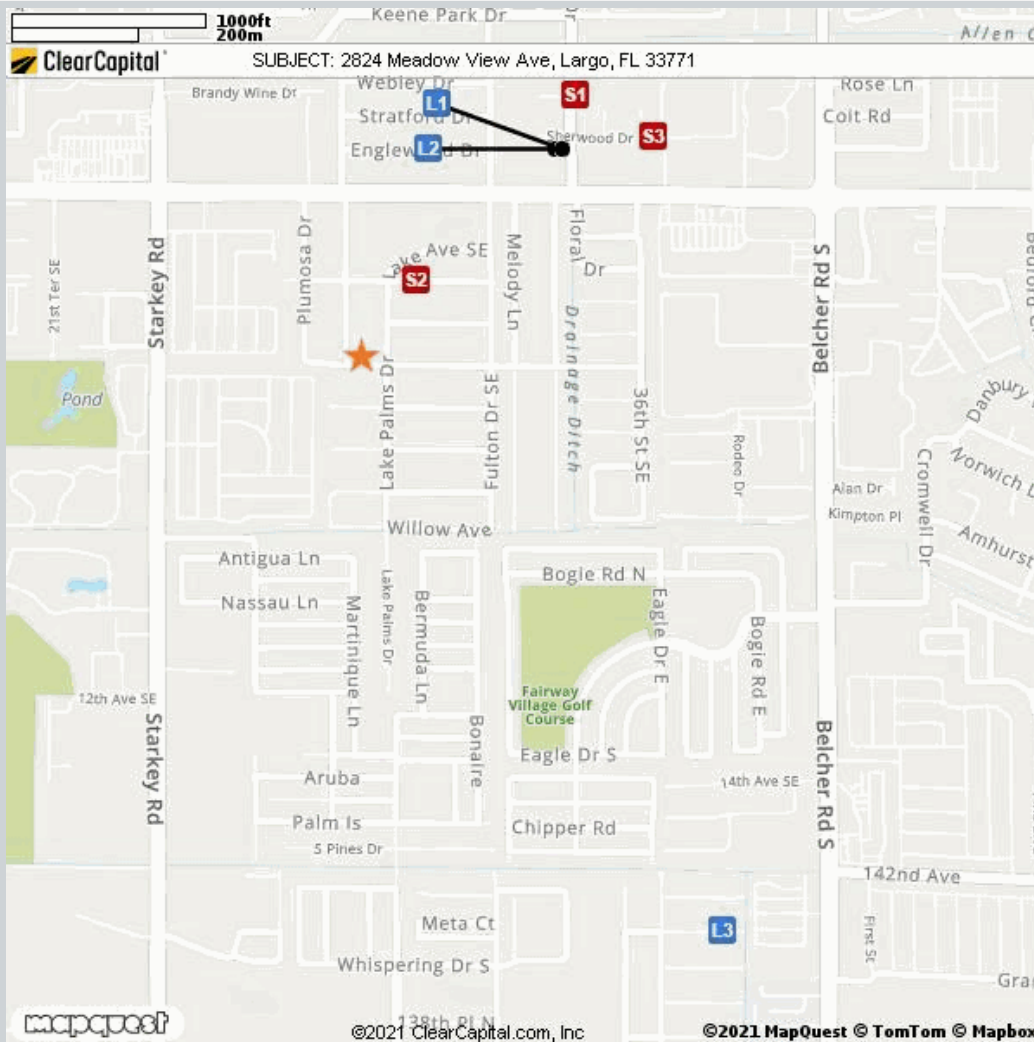 1000ft
200m
Keene Park Dr
Dr
Allen
ClearCapital
SUBJECT: 2824 Meadow View Ave, Largo, FL 33771
Webley Dr
Brandy Wine Dr
L1
S1
Rose Ln
Stratford Dr
Coit Rd
Sherwood Dr
S3
Englewood Dr
L2
Starkey Rd
21st Ter SE
Plumosa Dr
Lake Ave SE
S2
Melody Ln
Floral Dr
Belcher Rd S
Drainage Ditch
Pond
Lake Palms Dr
Fulton Dr SE
36th St SE
Rodeo Dr
Danbury
Norwich
Cromwell Dr
Alan Dr
Kimpton Pl
Amhurst
Willow Ave
Antigua Ln
Bogie Rd N
Nassau Ln
Martinique Ln
Lake Palms Dr
Bermuda Ln
Eagle Dr E
Bogie Rd E
12th Ave SE
Fairway
Village Golf
Course
Starkey Rd
Bonaire
Eagle Dr S
Belcher Rd S
Aruba
14th Ave SE
Palm Is
Chipper Rd
S Pines Dr
142nd Ave
Meta Ct
L3
First St
Whispering Dr S
Gra
138th Pl N
mapquest
©2021 ClearCapital.com, Inc
©2021 MapQuest © TomTom © Mapbox